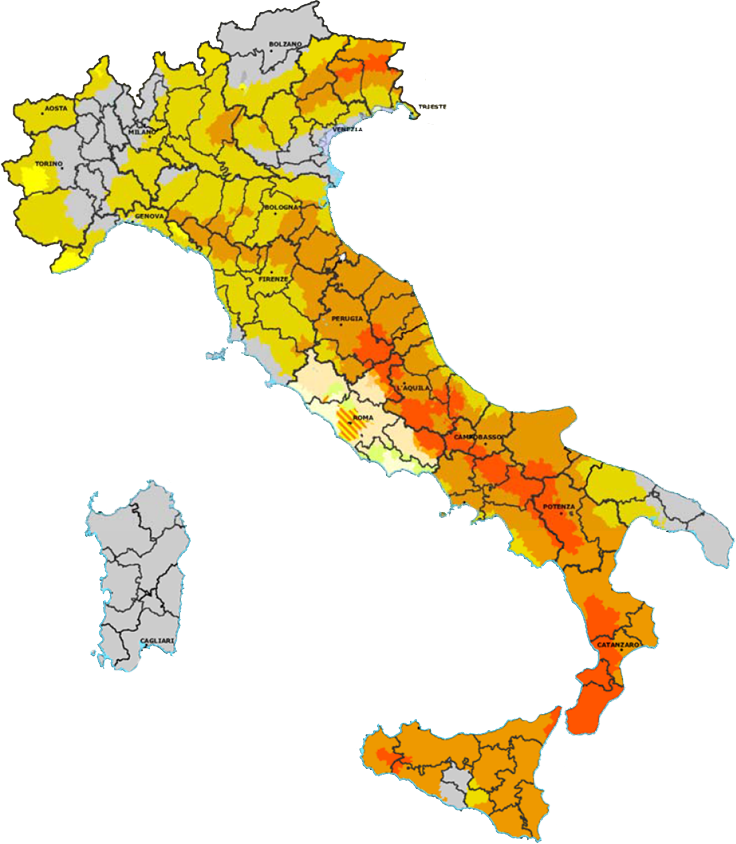 BOLZANO
AOSTA
TRIESTE
MILANO
VENEZIA
TORINO
BOLOGNA
GENOVA
FIRENZE
PERUGIA
L'AQUILA
ROMA
CAMPOBASSO
POTENZA
CAGLIARI
CATANZARO